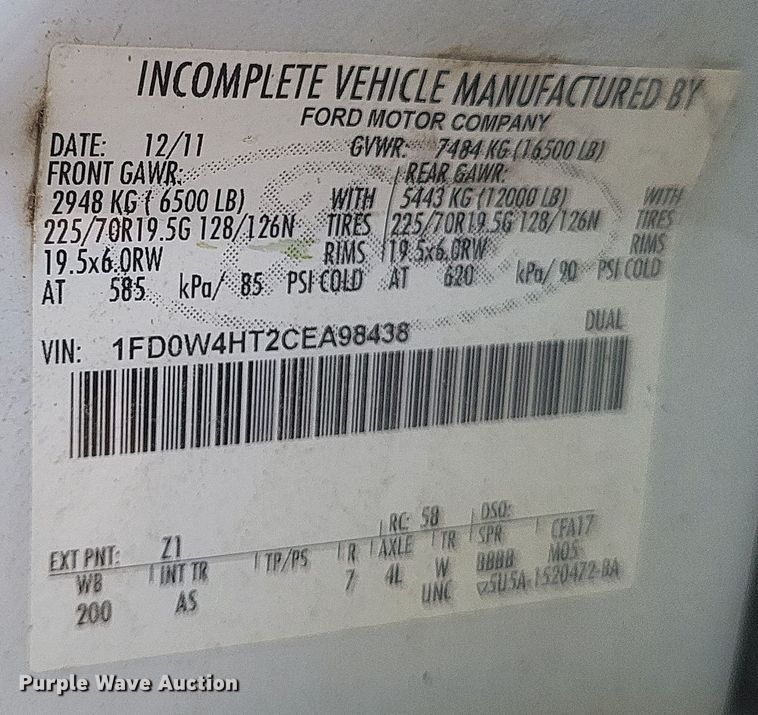 INCOMPLETE VEHICLE MANUFACTURED BY
FORD MOTOR COMPANY
DATE: 12/11 GVWR: 7484 KG (16500 LB)
FRONT GAWR: REAR GAWR:
2948 KG ( 6500 LB) WITH 5443 KG (12000 LB) WITH
225/70R19.5G 128/126N TIRES 225/70R19.5G 128/126N TIRES
19.5x6.0RW RIMS 19.5x6.0RW RIMS
AT 585 kPa/ 85 PSI COLD AT 620 kPa/ 90 PSI COLD
VIN: 1FD0W4HT2CEA98438 DUAL
EXT PNT: Z1 RC: 58 DSO:
WB INT TR TP/PS R AXLE TR SPR CFA17
200 AS 7 4L W BBBB M05
UNC 5U5A-1520472-BA
Purple Wave Auction